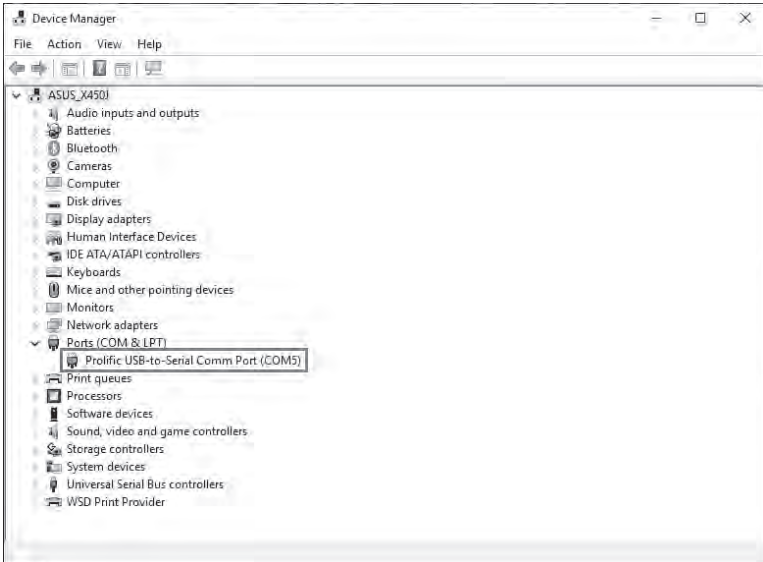 Device Manager
File Action View Help
ASUS_X450J
Audio inputs and outputs
Batteries
Bluetooth
Cameras
Computer
Disk drives
Display adapters
Human Interface Devices
IDE ATA/ATAPI controllers
Keyboards
Mice and other pointing devices
Monitors
Network adapters
Ports (COM & LPT)
Prolific USB-to-Serial Comm Port (COM5)
Print queues
Processors
Software devices
Sound, video and game controllers
Storage controllers
System devices
Universal Serial Bus controllers
WSD Print Provider